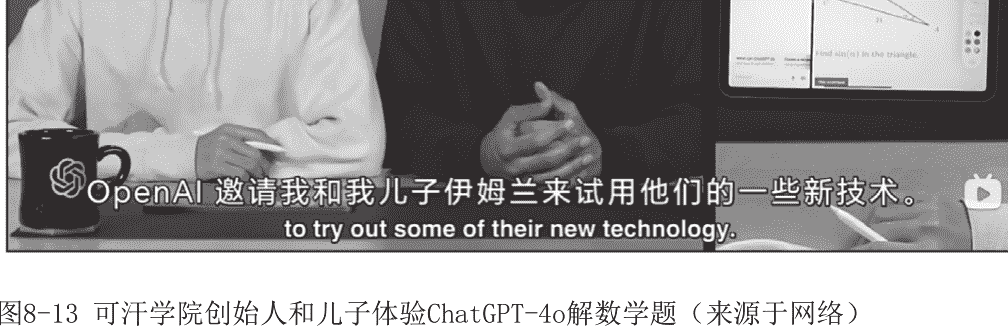 Find sin(α) in the triangle.
OpenAI 邀请我和我儿子伊姆兰来试用他们的一些新技术。
to try out some of their new technology.
图8-13 可汗学院创始人和儿子体验ChatGPT-4o解数学题（来源于网络）